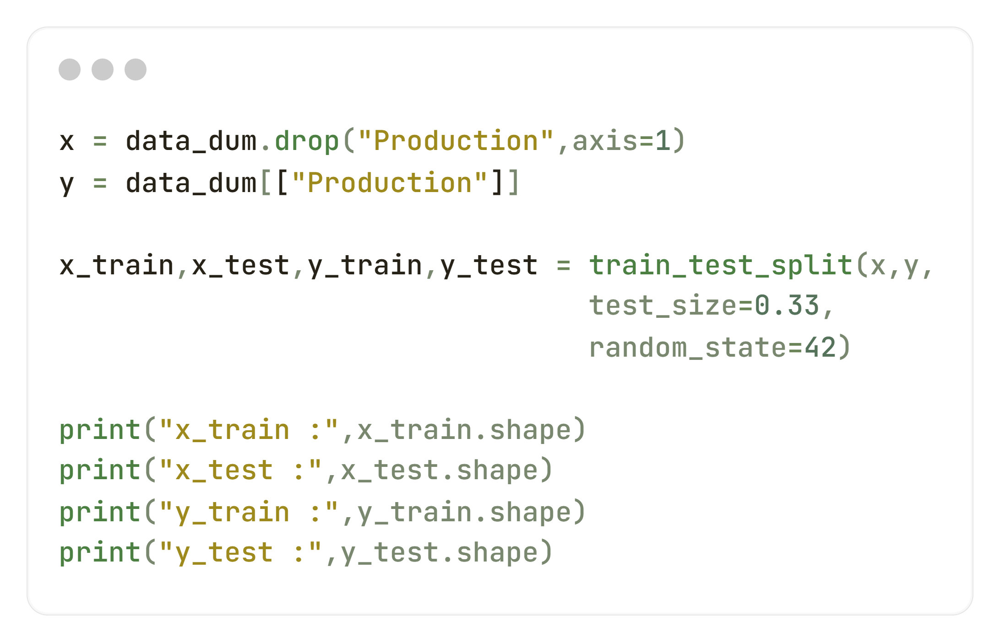 x = data_dum.drop("Production",axis=1)
y = data_dum[["Production"]]
x_train,x_test,y_train,y_test = train_test_split(x,y,
test_size=0.33,
random_state=42)
print("x_train :",x_train.shape)
print("x_test :",x_test.shape)
print("y_train :",y_train.shape)
print("y_test :",y_test.shape)